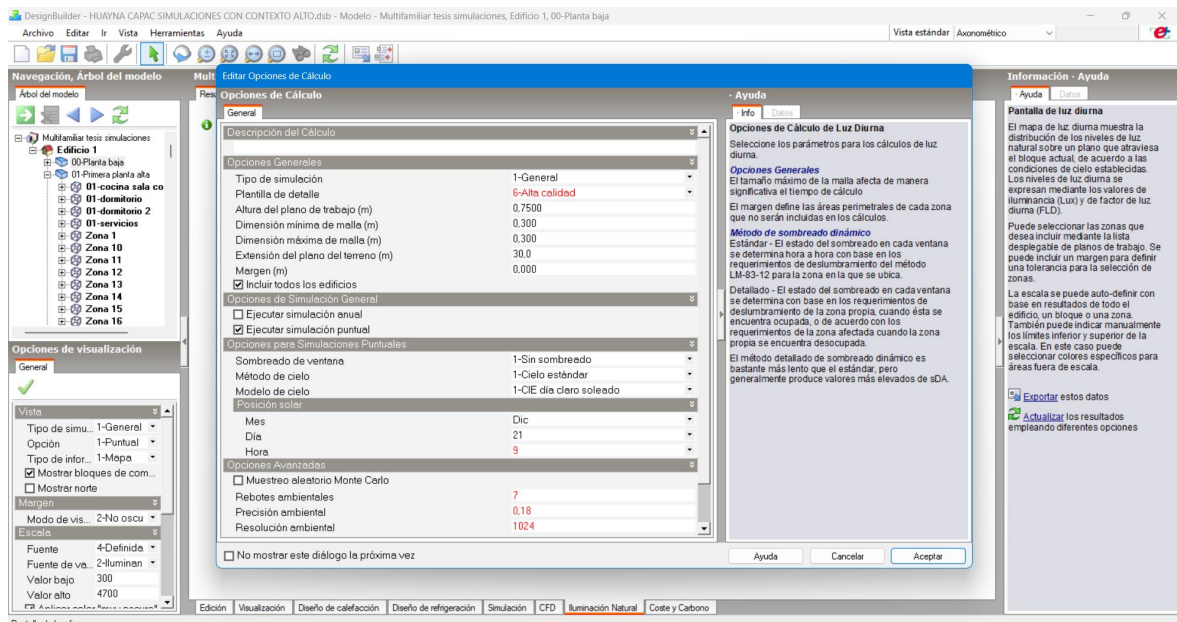 DesignBuilder - HUAYNA CAPAC SIMULACIONES CON CONTEXTO ALTO.dsb - Modelo - Multifamiliar tesis simulaciones, Edificio 1, 00-Planta baja
Archivo Editar Ir Vista Herramientas Ayuda
Vista estándar Axonométrico
Navegación, Árbol del modelo
Árbol del modelo
Multifamiliar tesis simulaciones
Edificio 1
00-Planta baja
01-Primera planta alta
01-cocina sala co
01-dormitorio
01-dormitorio 2
01-servicios
Zona 1
Zona 10
Zona 11
Zona 12
Zona 13
Zona 14
Zona 15
Zona 16
Opciones de visualización
General
Vista
Tipo de simu... 1-General
Opción 1-Puntual
Tipo de infor... 1-Mapa
Mostrar bloques de com...
Mostrar norte
Margen
Modo de vis... 2-No oscu
Escala
Fuente 4-Definida
Fuente de va... 2-Iluminan
Valor bajo 300
Valor alto 4700
Mult
Resu
Editar Opciones de Cálculo
Opciones de Cálculo
General
Descripción del Cálculo
Opciones Generales
Tipo de simulación 1-General
Plantilla de detalle 6-Alta calidad
Altura del plano de trabajo (m) 0,7500
Dimensión mínima de malla (m) 0,300
Dimensión máxima de malla (m) 0,300
Extensión del plano del terreno (m) 30,0
Margen (m) 0,000
Incluir todos los edificios
Opciones de Simulación General
Ejecutar simulación anual
Ejecutar simulación puntual
Opciones para Simulaciones Puntuales
Sombreado de ventana 1-Sin sombreado
Método de cielo 1-Cielo estándar
Modelo de cielo 1-CIE día claro soleado
Posición solar
Mes Dic
Día 21
Hora 9
Opciones Avanzadas
Muestreo aleatorio Monte Carlo
Rebotes ambientales 7
Precisión ambiental 0,18
Resolución ambiental 1024
No mostrar este diálogo la próxima vez
- Ayuda
· Info Datos
Opciones de Cálculo de Luz Diurna
Seleccione los parámetros para los cálculos de luz
diurna.
Opciones Generales
El tamaño máximo de la malla afecta de manera
significativa el tiempo de cálculo
El margen define las áreas perimetrales de cada zona
que no serán incluidas en los cálculos.
Método de sombreado dinámico
Estándar - El estado del sombreado en cada ventana
se determina hora a hora con base en los
requerimientos de deslumbramiento del método
LM-83-12 para la zona en la que se ubica.
Detallado - El estado del sombreado en cada ventana
se determina con base en los requerimientos de
deslumbramiento de la zona propia, cuando ésta se
encuentra ocupada, o de acuerdo con los
requerimientos de la zona afectada cuando la zona
propia se encuentra desocupada.
El método detallado de sombreado dinámico es
bastante más lento que el estándar, pero
generalmente produce valores más elevados de sDA.
Ayuda Cancelar Aceptar
Edición Visualización Diseño de calefacción Diseño de refrigeración Simulación CFD Iluminación Natural Coste y Carbono
Información - Ayuda
· Ayuda Datos
Pantalla de luz diurna
El mapa de luz diurna muestra la
distribución de los niveles de luz
natural sobre un plano que atraviesa
el bloque actual, de acuerdo a las
condiciones de cielo establecidas.
Los niveles de luz diurna se
expresan mediante los valores de
iluminancia (Lux) y de factor de luz
diurna (FLD).
Puede seleccionar las zonas que
desea incluir mediante la lista
desplegable de planos de trabajo. Se
puede incluir un margen para definir
una tolerancia para la selección de
zonas.
La escala se puede auto-definir con
base en resultados de todo el
edificio, un bloque o una zona.
También puede indicar manualmente
los límites inferior y superior de la
escala. En este caso puede
seleccionar colores específicos para
áreas fuera de escala.
Exportar estos datos
Actualizar los resultados
empleando diferentes opciones